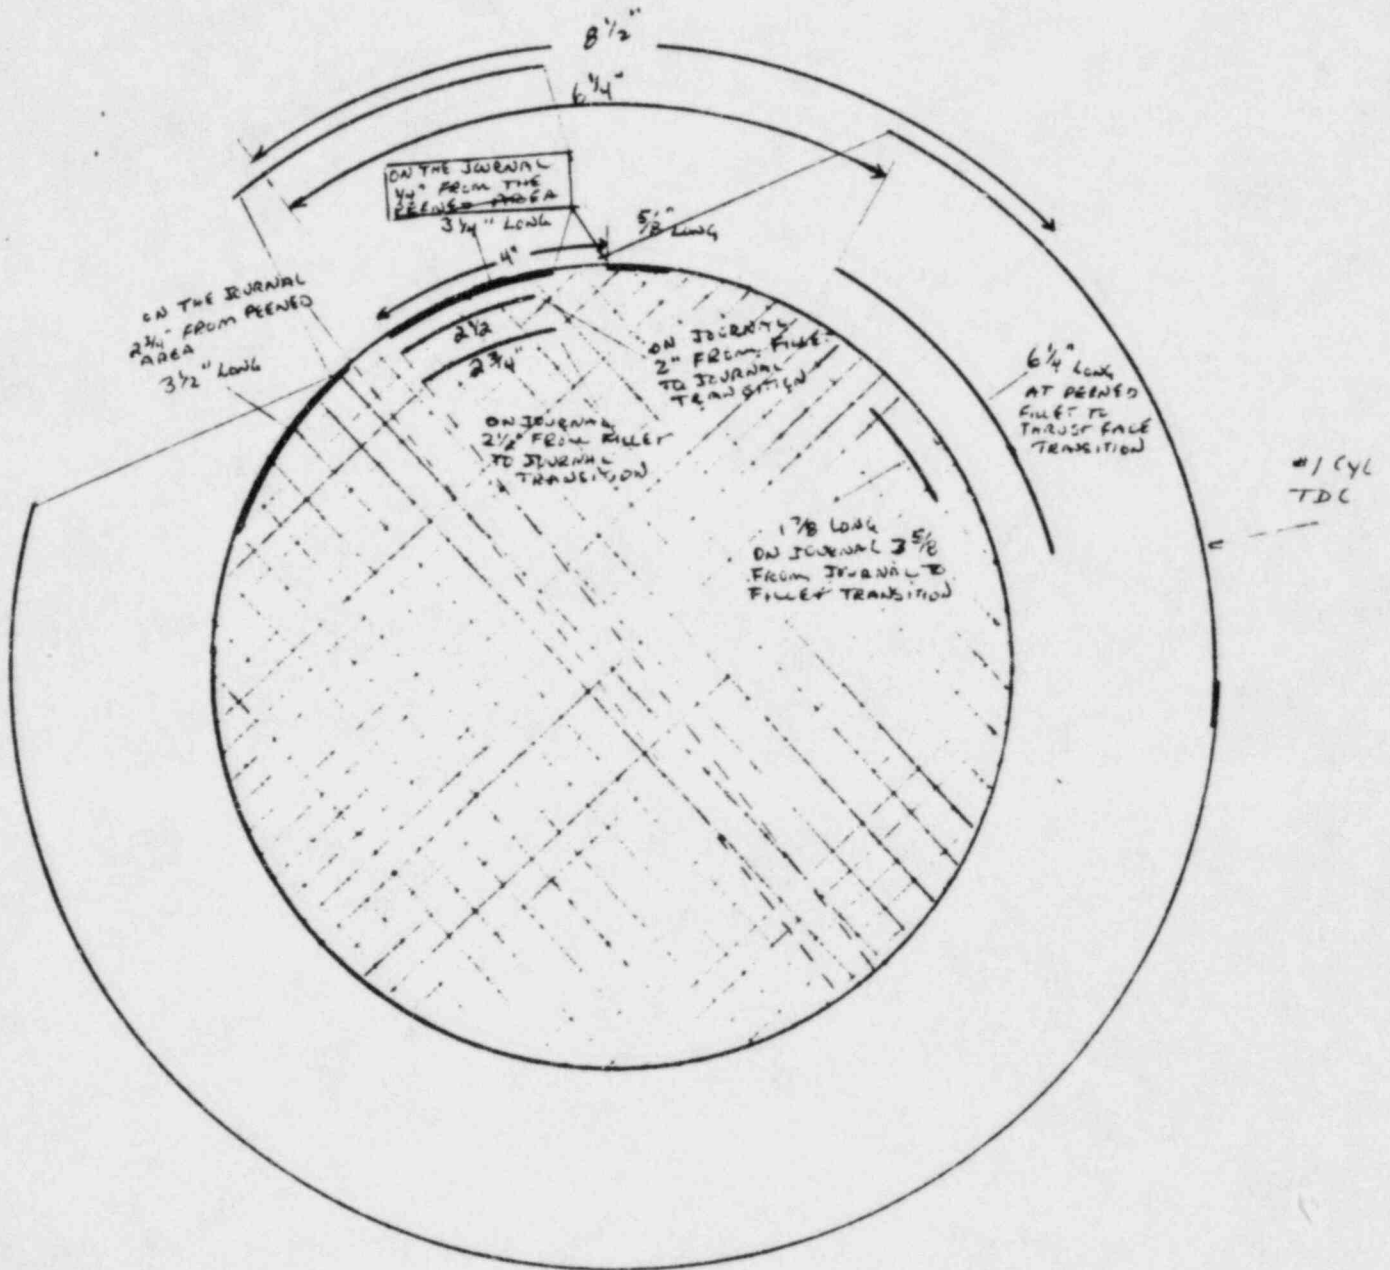 8 1/2"
6 1/4"
ON THE JOURNAL
1/4" FROM THE
PEENED AREA
3 1/4" LONG
5/8" LONG
4"
ON THE JOURNAL
2 3/4" FROM PEENED
AREA
3 1/2" LONG
2 1/2
2 3/4"
ON JOURNAL
2" FROM FILLET
TO JOURNAL
TRANSITION
ON JOURNAL
2 1/2" FROM FILLET
TO JOURNAL
TRANSITION
6 1/4" LONG
AT PEENED
FILLET TO
THRUST FACE
TRANSITION
#1 CYL
TDC
1 7/8 LONG
ON JOURNAL 3 5/8
FROM JOURNAL TO
FILLET TRANSITION